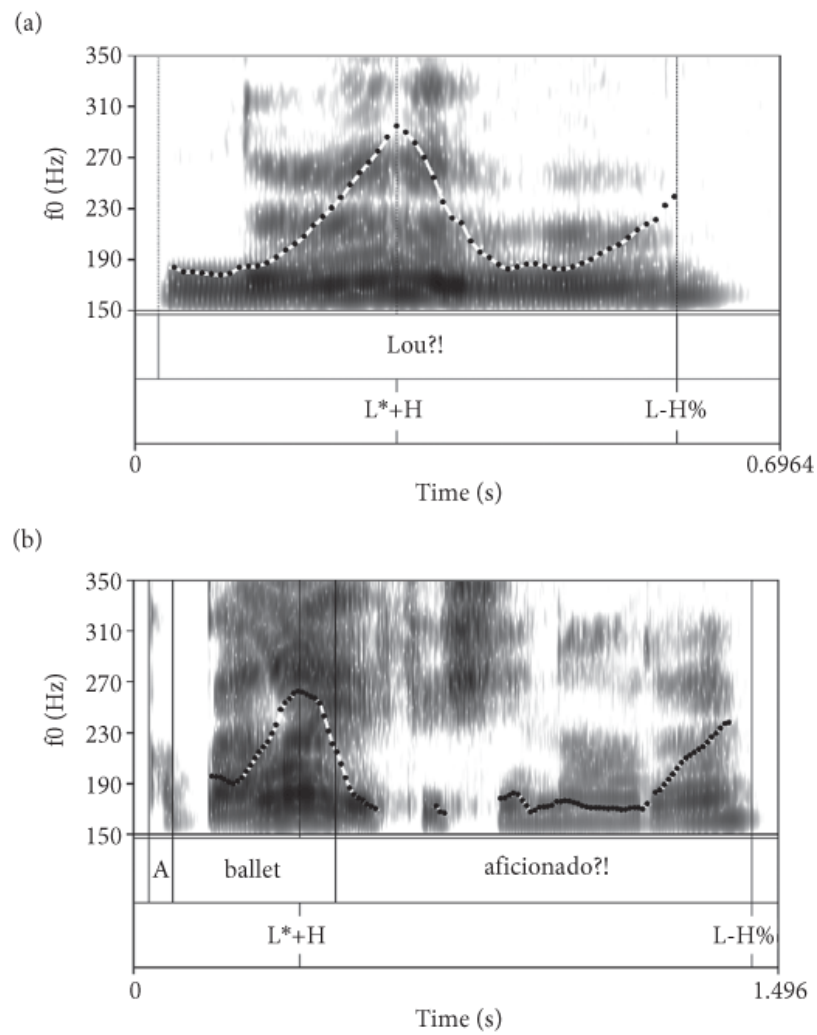 (a)
350
310
270
230
190
150
f0 (Hz)
Lou?!
L*+H L-H%
0 0.6964
Time (s)
(b)
350
310
270
230
190
150
f0 (Hz)
A ballet aficionado?!
L*+H L-H%
0 1.496
Time (s)